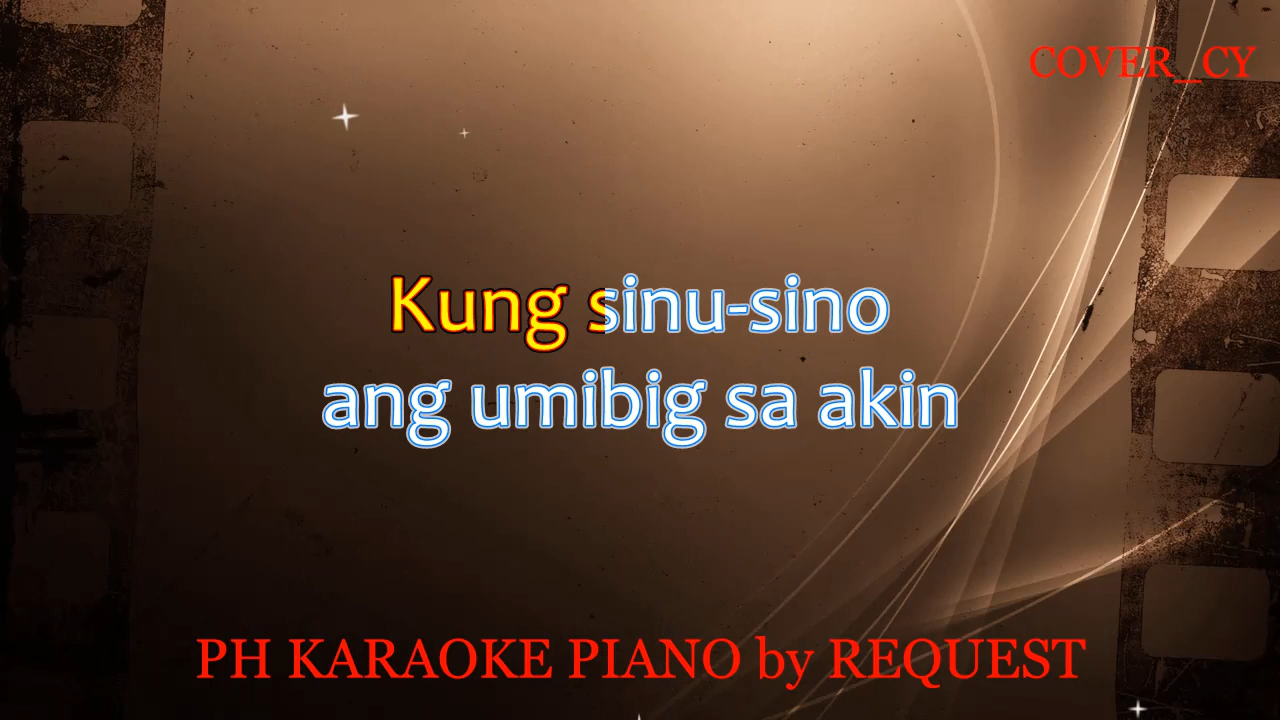 COVER_CY
Kung sinu-sino
ang umibig sa akin
PH KARAOKE PIANO by REQUEST